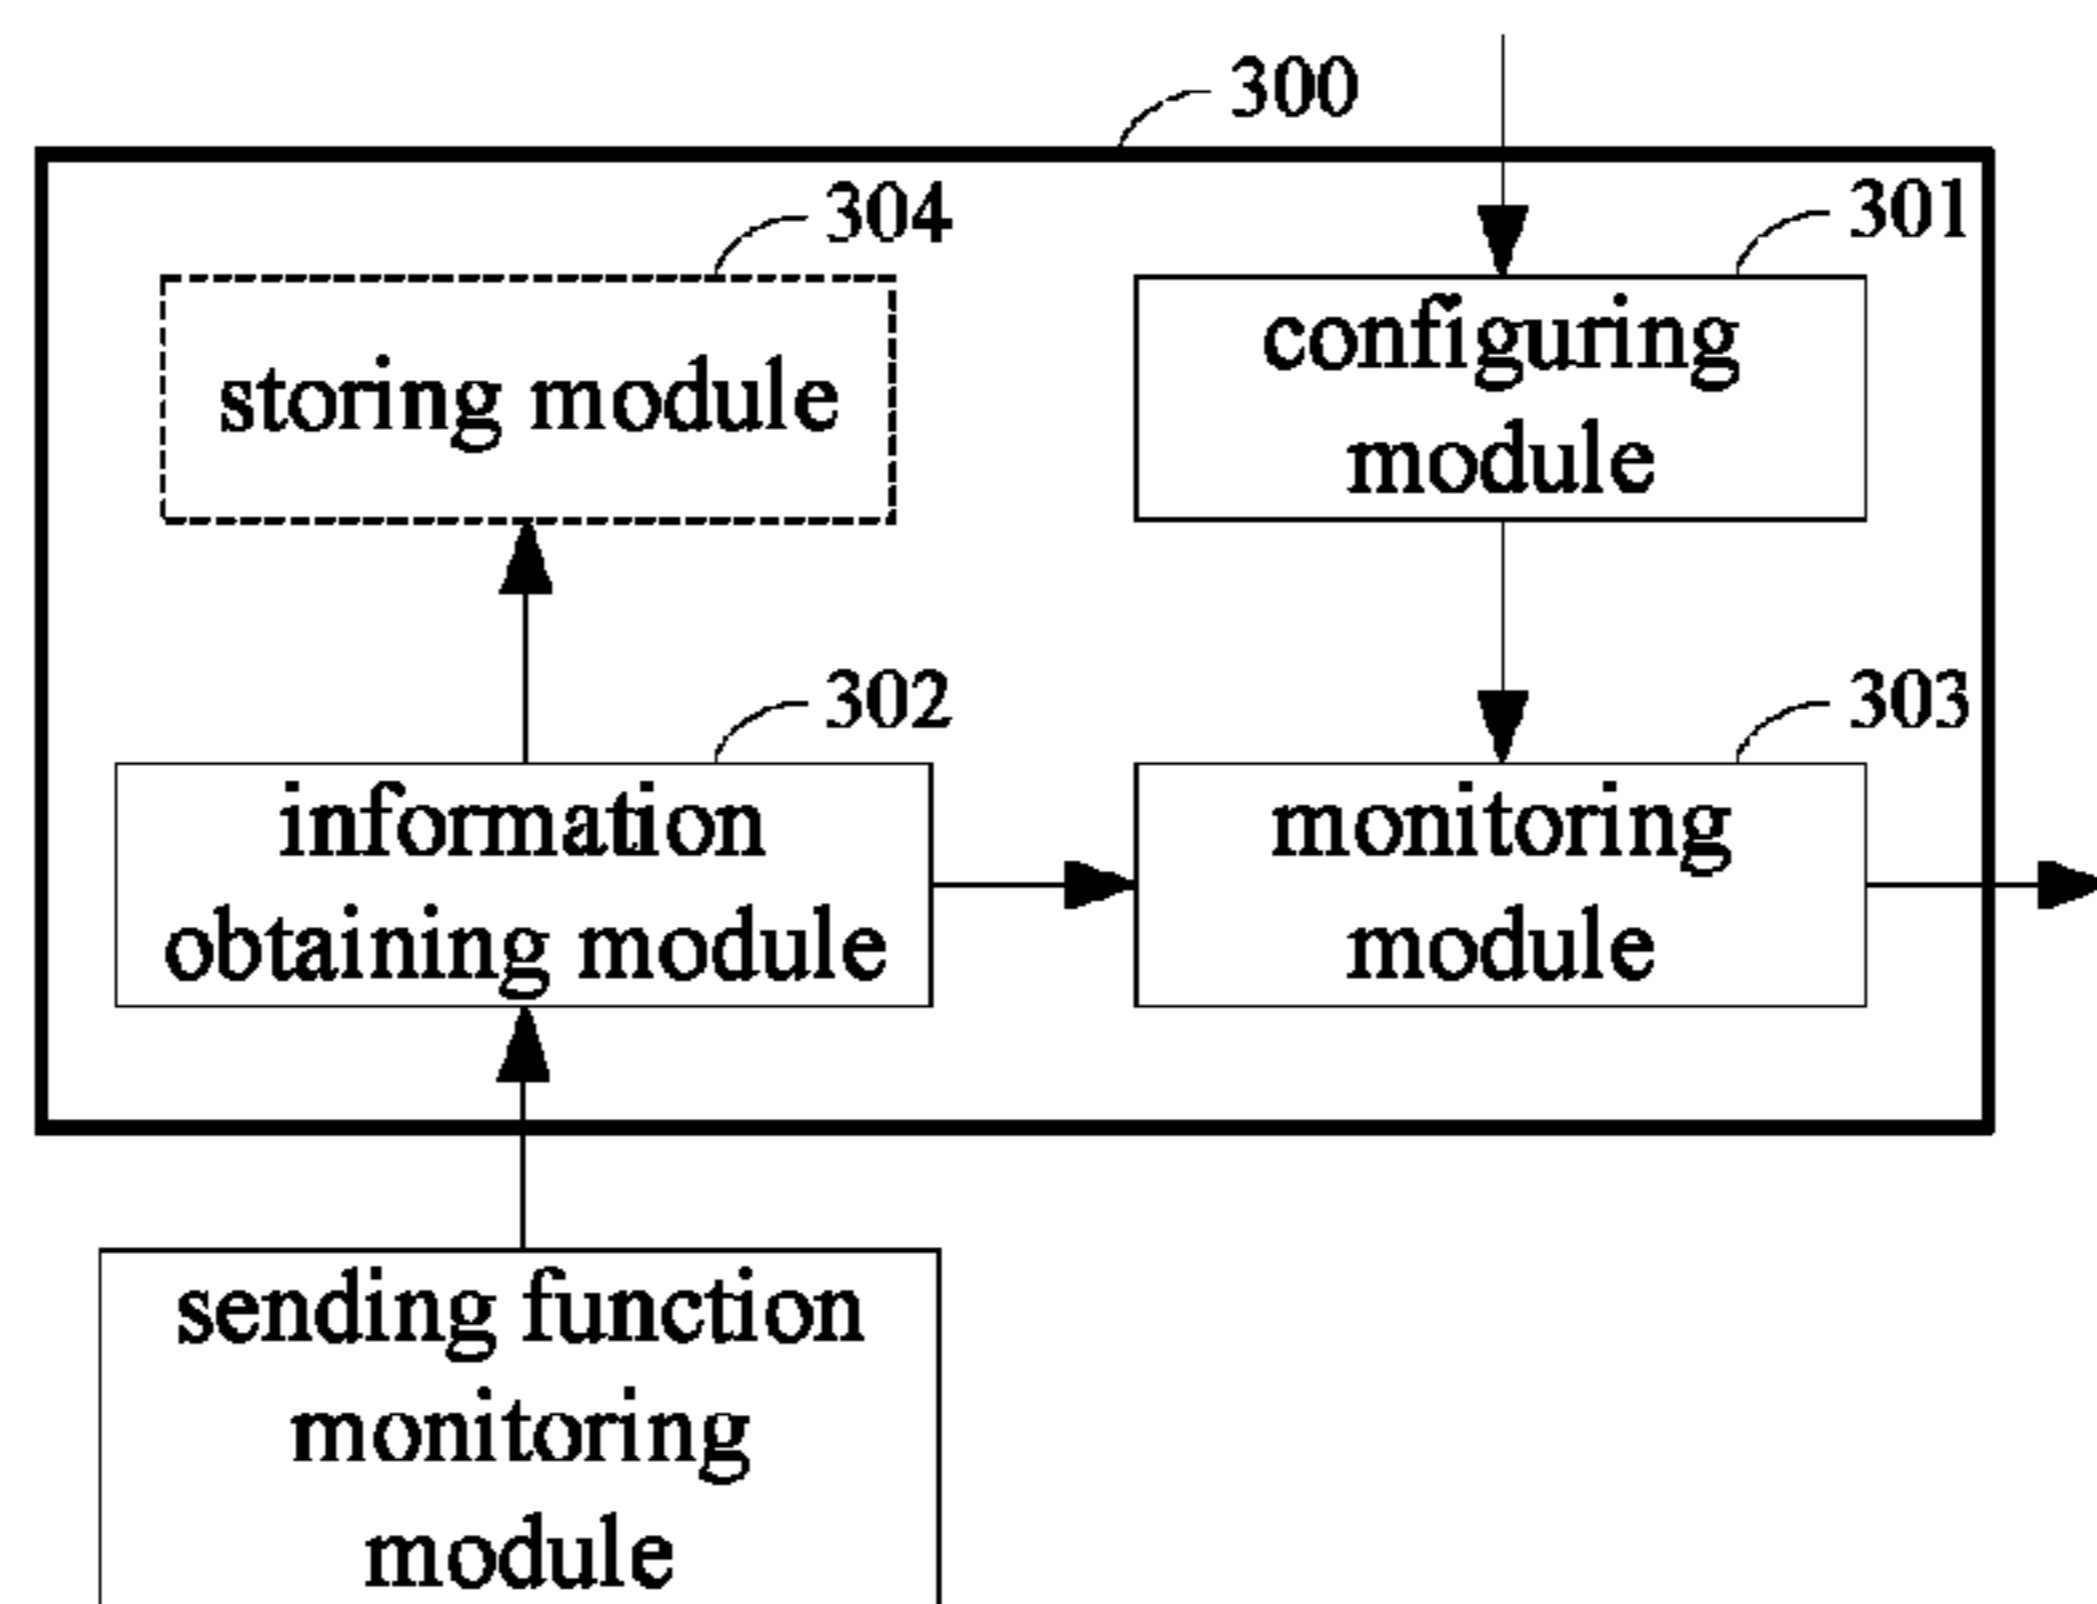 300
304
301
storing module
configuring
module
302
303
information
obtaining module
monitoring
module
sending function
monitoring
module